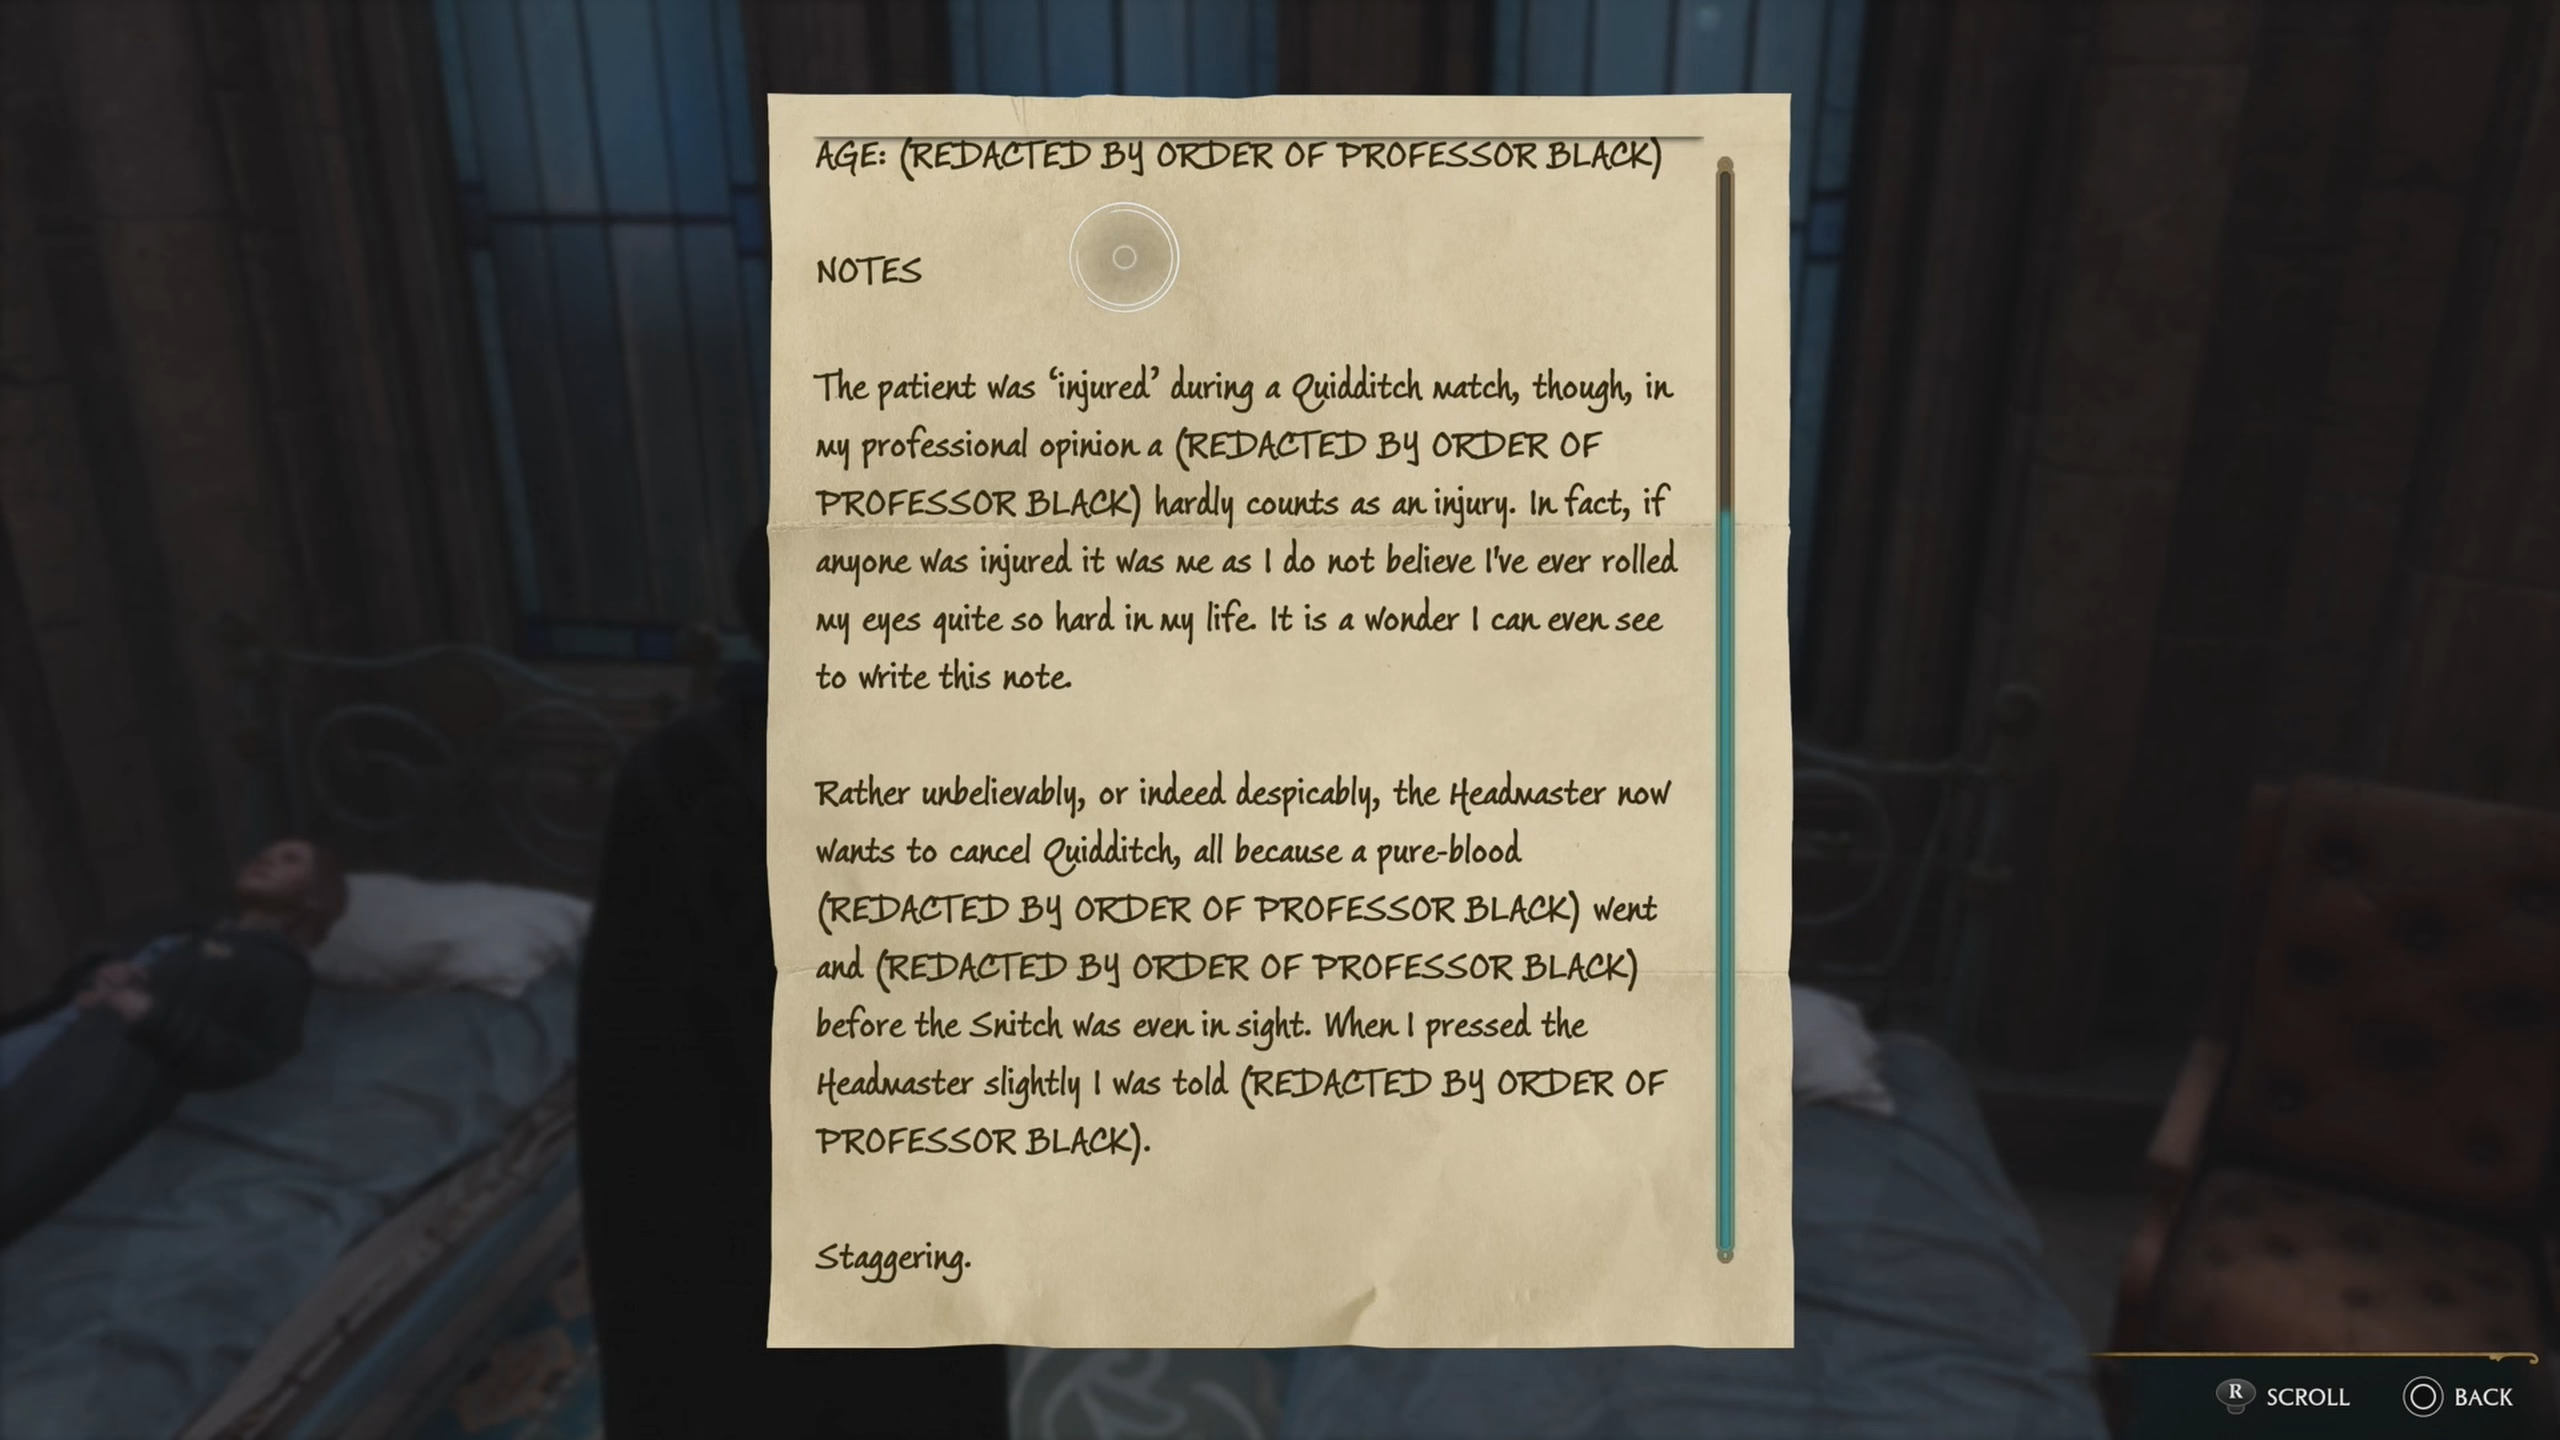 AGE: (REDACTED BY ORDER OF PROFESSOR BLACK)
NOTES
The patient was ‘injured’ during a Quidditch match, though, in
my professional opinion a (REDACTED BY ORDER OF
PROFESSOR BLACK) hardly counts as an injury. In fact, if
anyone was injured it was me as I do not believe I've ever rolled
my eyes quite so hard in my life. It is a wonder I can even see
to write this note.
Rather unbelievably, or indeed despicably, the Headmaster now
wants to cancel Quidditch, all because a pure-blood
(REDACTED BY ORDER OF PROFESSOR BLACK) went
and (REDACTED BY ORDER OF PROFESSOR BLACK)
before the Snitch was even in sight. When I pressed the
Headmaster slightly I was told (REDACTED BY ORDER OF
PROFESSOR BLACK).
Staggering.
R SCROLL BACK